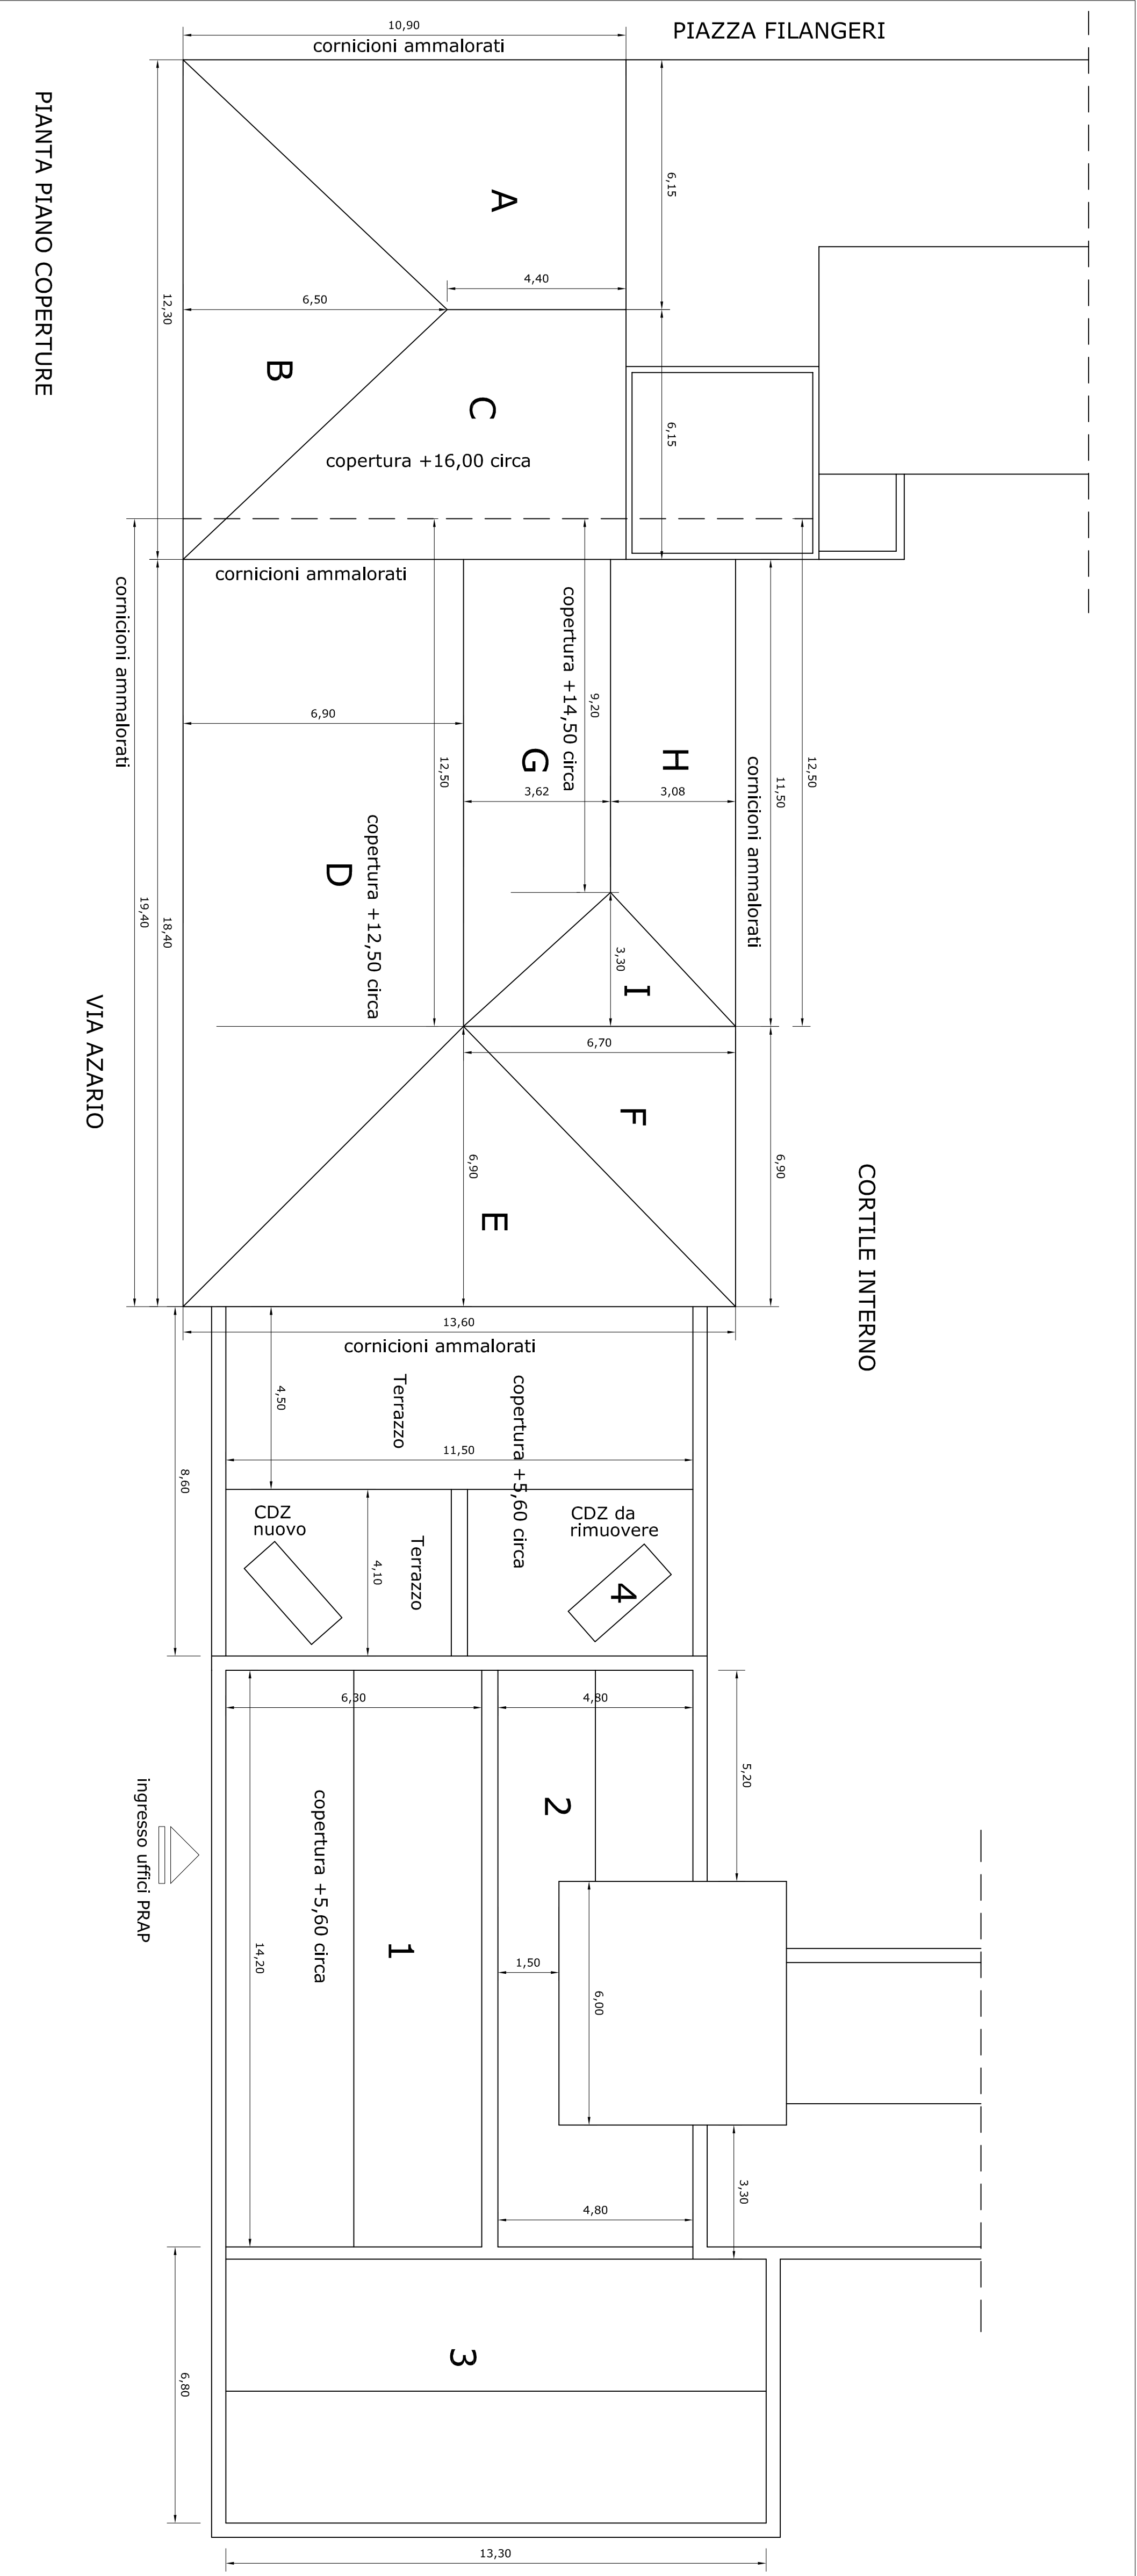 10,90
cornicioni ammalorati
PIAZZA FILANGERI
PIANTA PIANO COPERTURE
A
6,15
4,40
6,50
12,30
B
C
6,15
copertura +16,00 circa
cornicioni ammalorati
cornicioni ammalorati
copertura +14,50 circa
6,90
9,20
12,50
G
H
3,62
3,08
cornicioni ammalorati
11,50
12,50
D
copertura +12,50 circa
19,40
18,40
3,30
I
VIA AZARIO
6,70
F
6,90
6,90
E
CORTILE INTERNO
13,60
cornicioni ammalorati
4,50
Terrazzo
copertura +5,60 circa
11,50
8,60
CDZ
nuovo
CDZ da
rimuovere
4,10
Terrazzo
4
6,30
4,80
5,20
2
ingresso uffici PRAP
copertura +5,60 circa
14,20
1
1,50
6,00
3,30
4,80
3
6,80
13,30